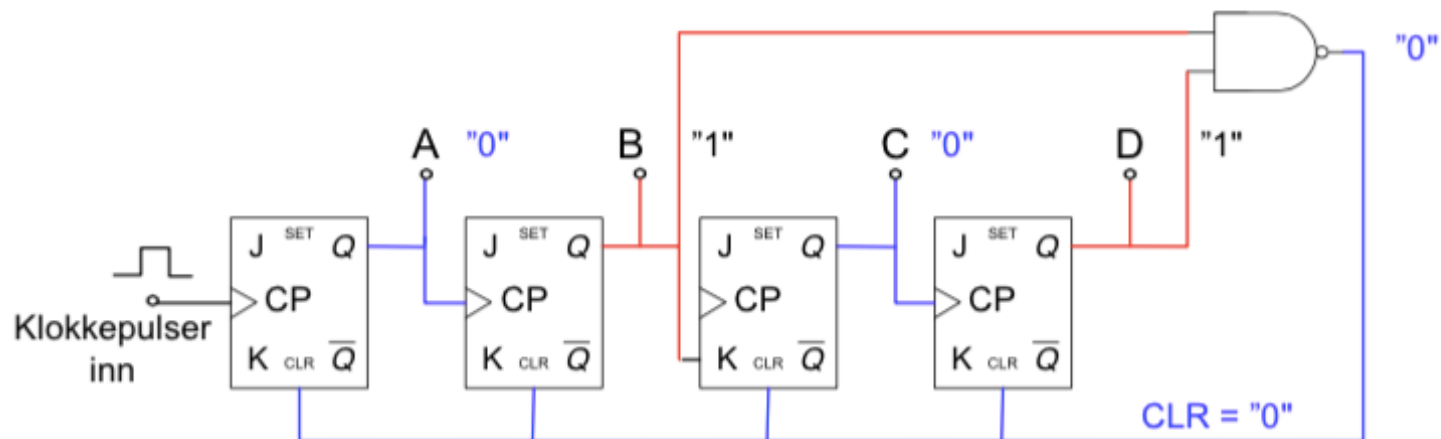 "0"
A "0" B "1" C "0" D "1"
J SET Q J SET Q J SET Q J SET Q
CP CP CP CP
Klokkepulser
inn
K CLR Q̅ K CLR Q̅ K CLR Q̅ K CLR Q̅
CLR = "0"